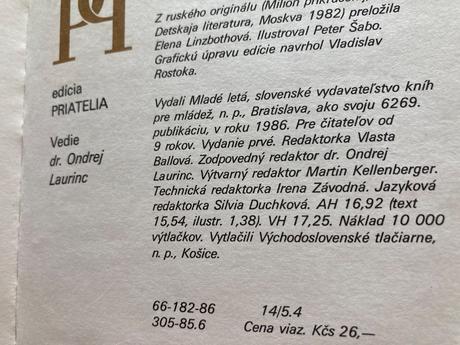 Z ruského originálu (Milión
Detskaja literatura, Moskva 1982) preložila
Elena Linzbothová. Ilustroval Peter Šabo.
Grafickú úpravu edície navrhol Vladislav
Rostoka.
edícia
PRIATELIA
Vedie
dr. Ondrej
Laurinc
Vydali Mladé letá, slovenské vydavateľstvo kníh
pre mládež, n. p., Bratislava, ako svoju 6269.
publikáciu, v roku 1986. Pre čitateľov od
9 rokov. Vydanie prvé. Redaktorka Vlasta
Ballová. Zodpovedný redaktor dr. Ondrej
Laurinc. Výtvarný redaktor Martin Kellenberger.
Technická redaktorka Irena Závodná. Jazyková
redaktorka Silvia Duchková. AH 16,92 (text
15,54, ilustr. 1,38). VH 17,25. Náklad 10 000
výtlačkov. Vytlačili Východoslovenské tlačiarne,
n. p., Košice.
66-182-86 14/5.4
305-85.6 Cena viaz. Kčs 26,—